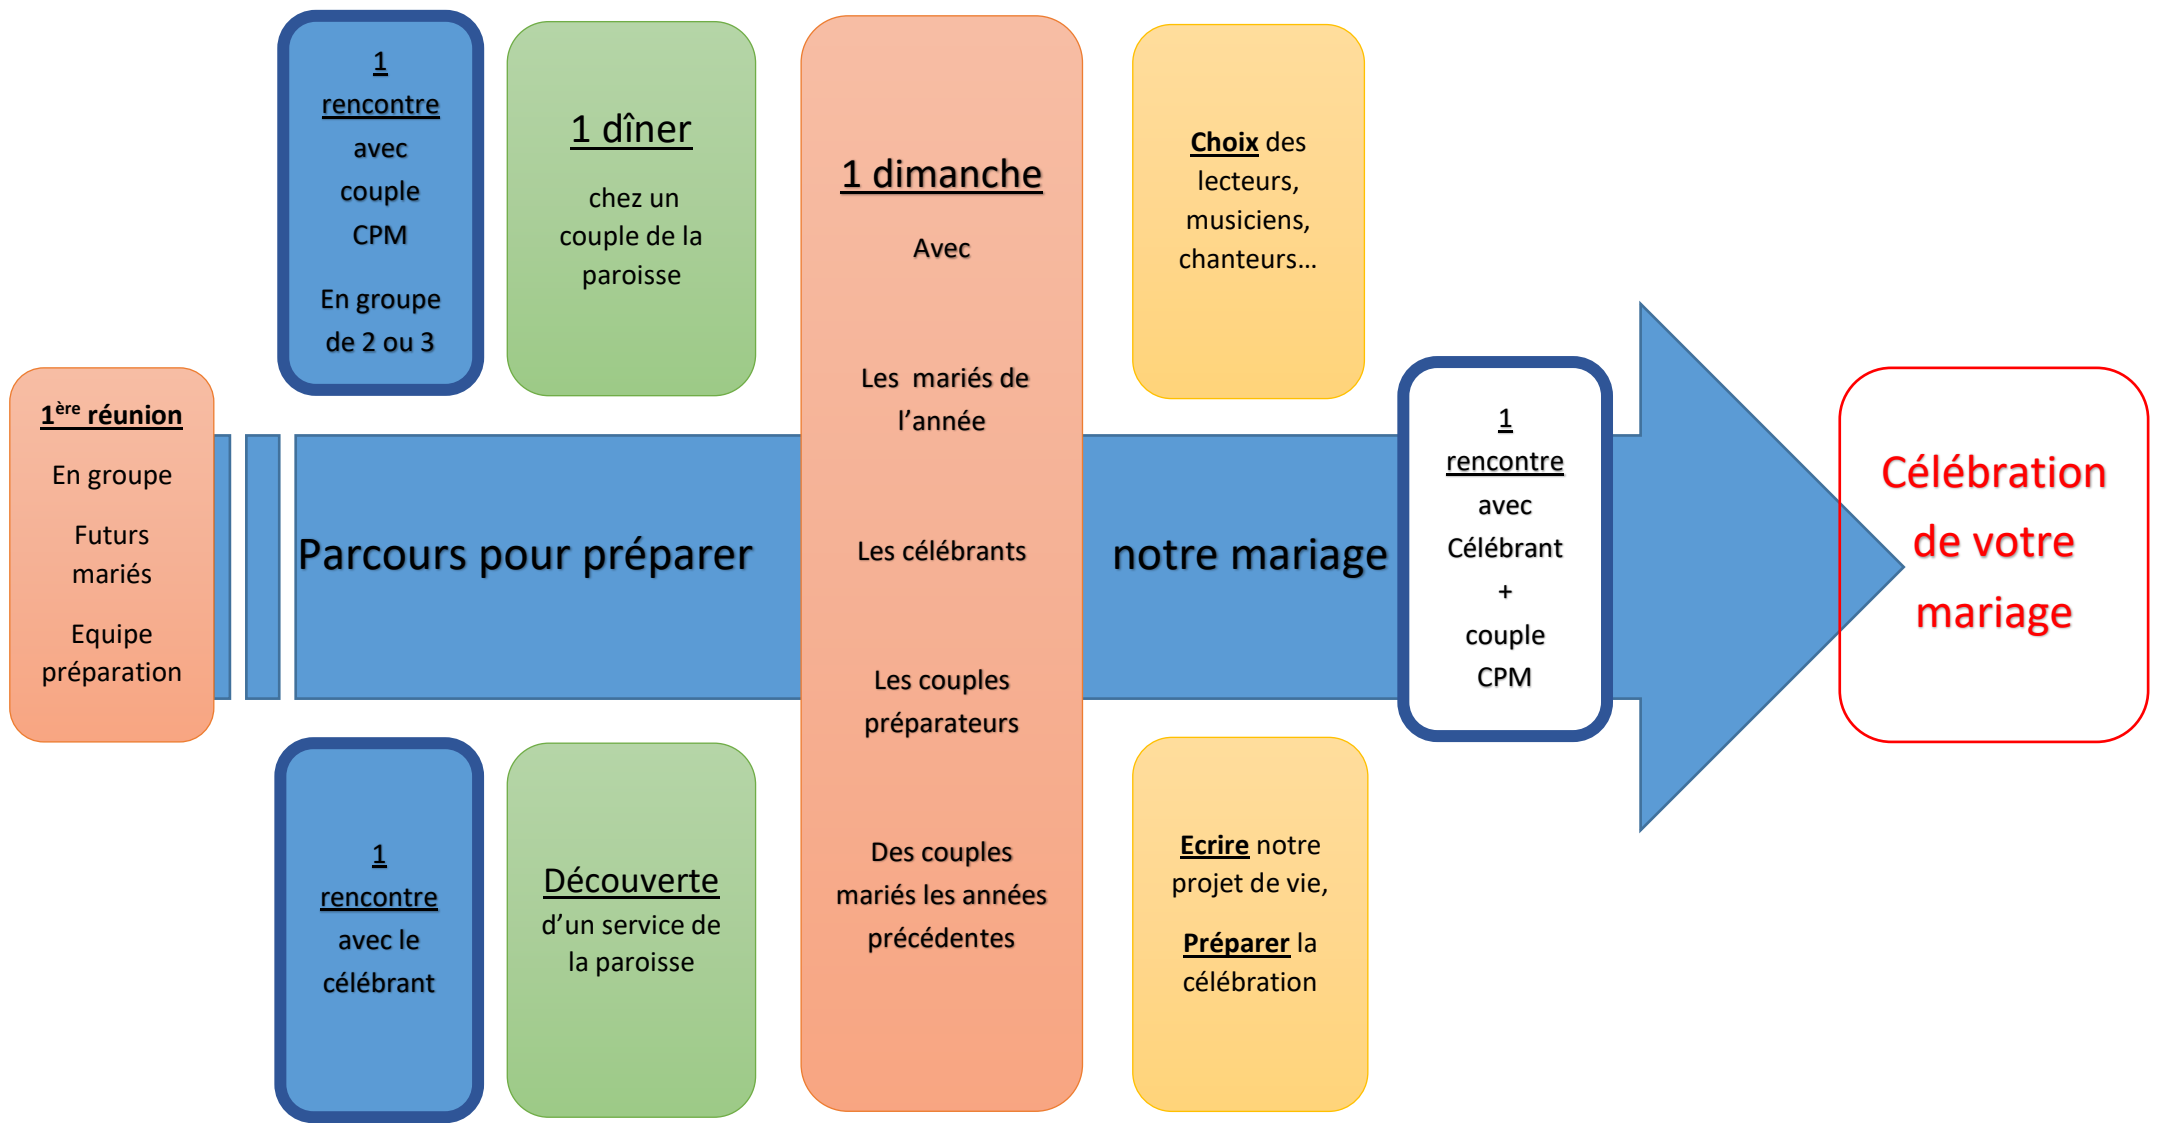 1ère réunion
En groupe
Futurs
mariés
Equipe
préparation
1
rencontre
avec
couple
CPM
En groupe
de 2 ou 3
1
rencontre
avec le
célébrant
1 dîner
chez un
couple de la
paroisse
Découverte
d’un service de
la paroisse
Parcours pour préparer
1 dimanche
Avec
Les  mariés de
l’année
Les célébrants
Les couples
préparateurs
Des couples
mariés les années
précédentes
notre mariage
Choix des
lecteurs,
musiciens,
chanteurs…
Ecrire notre
projet de vie,
Préparer la
célébration
1
rencontre
avec
Célébrant
+
couple
CPM
Célébration
de votre
mariage